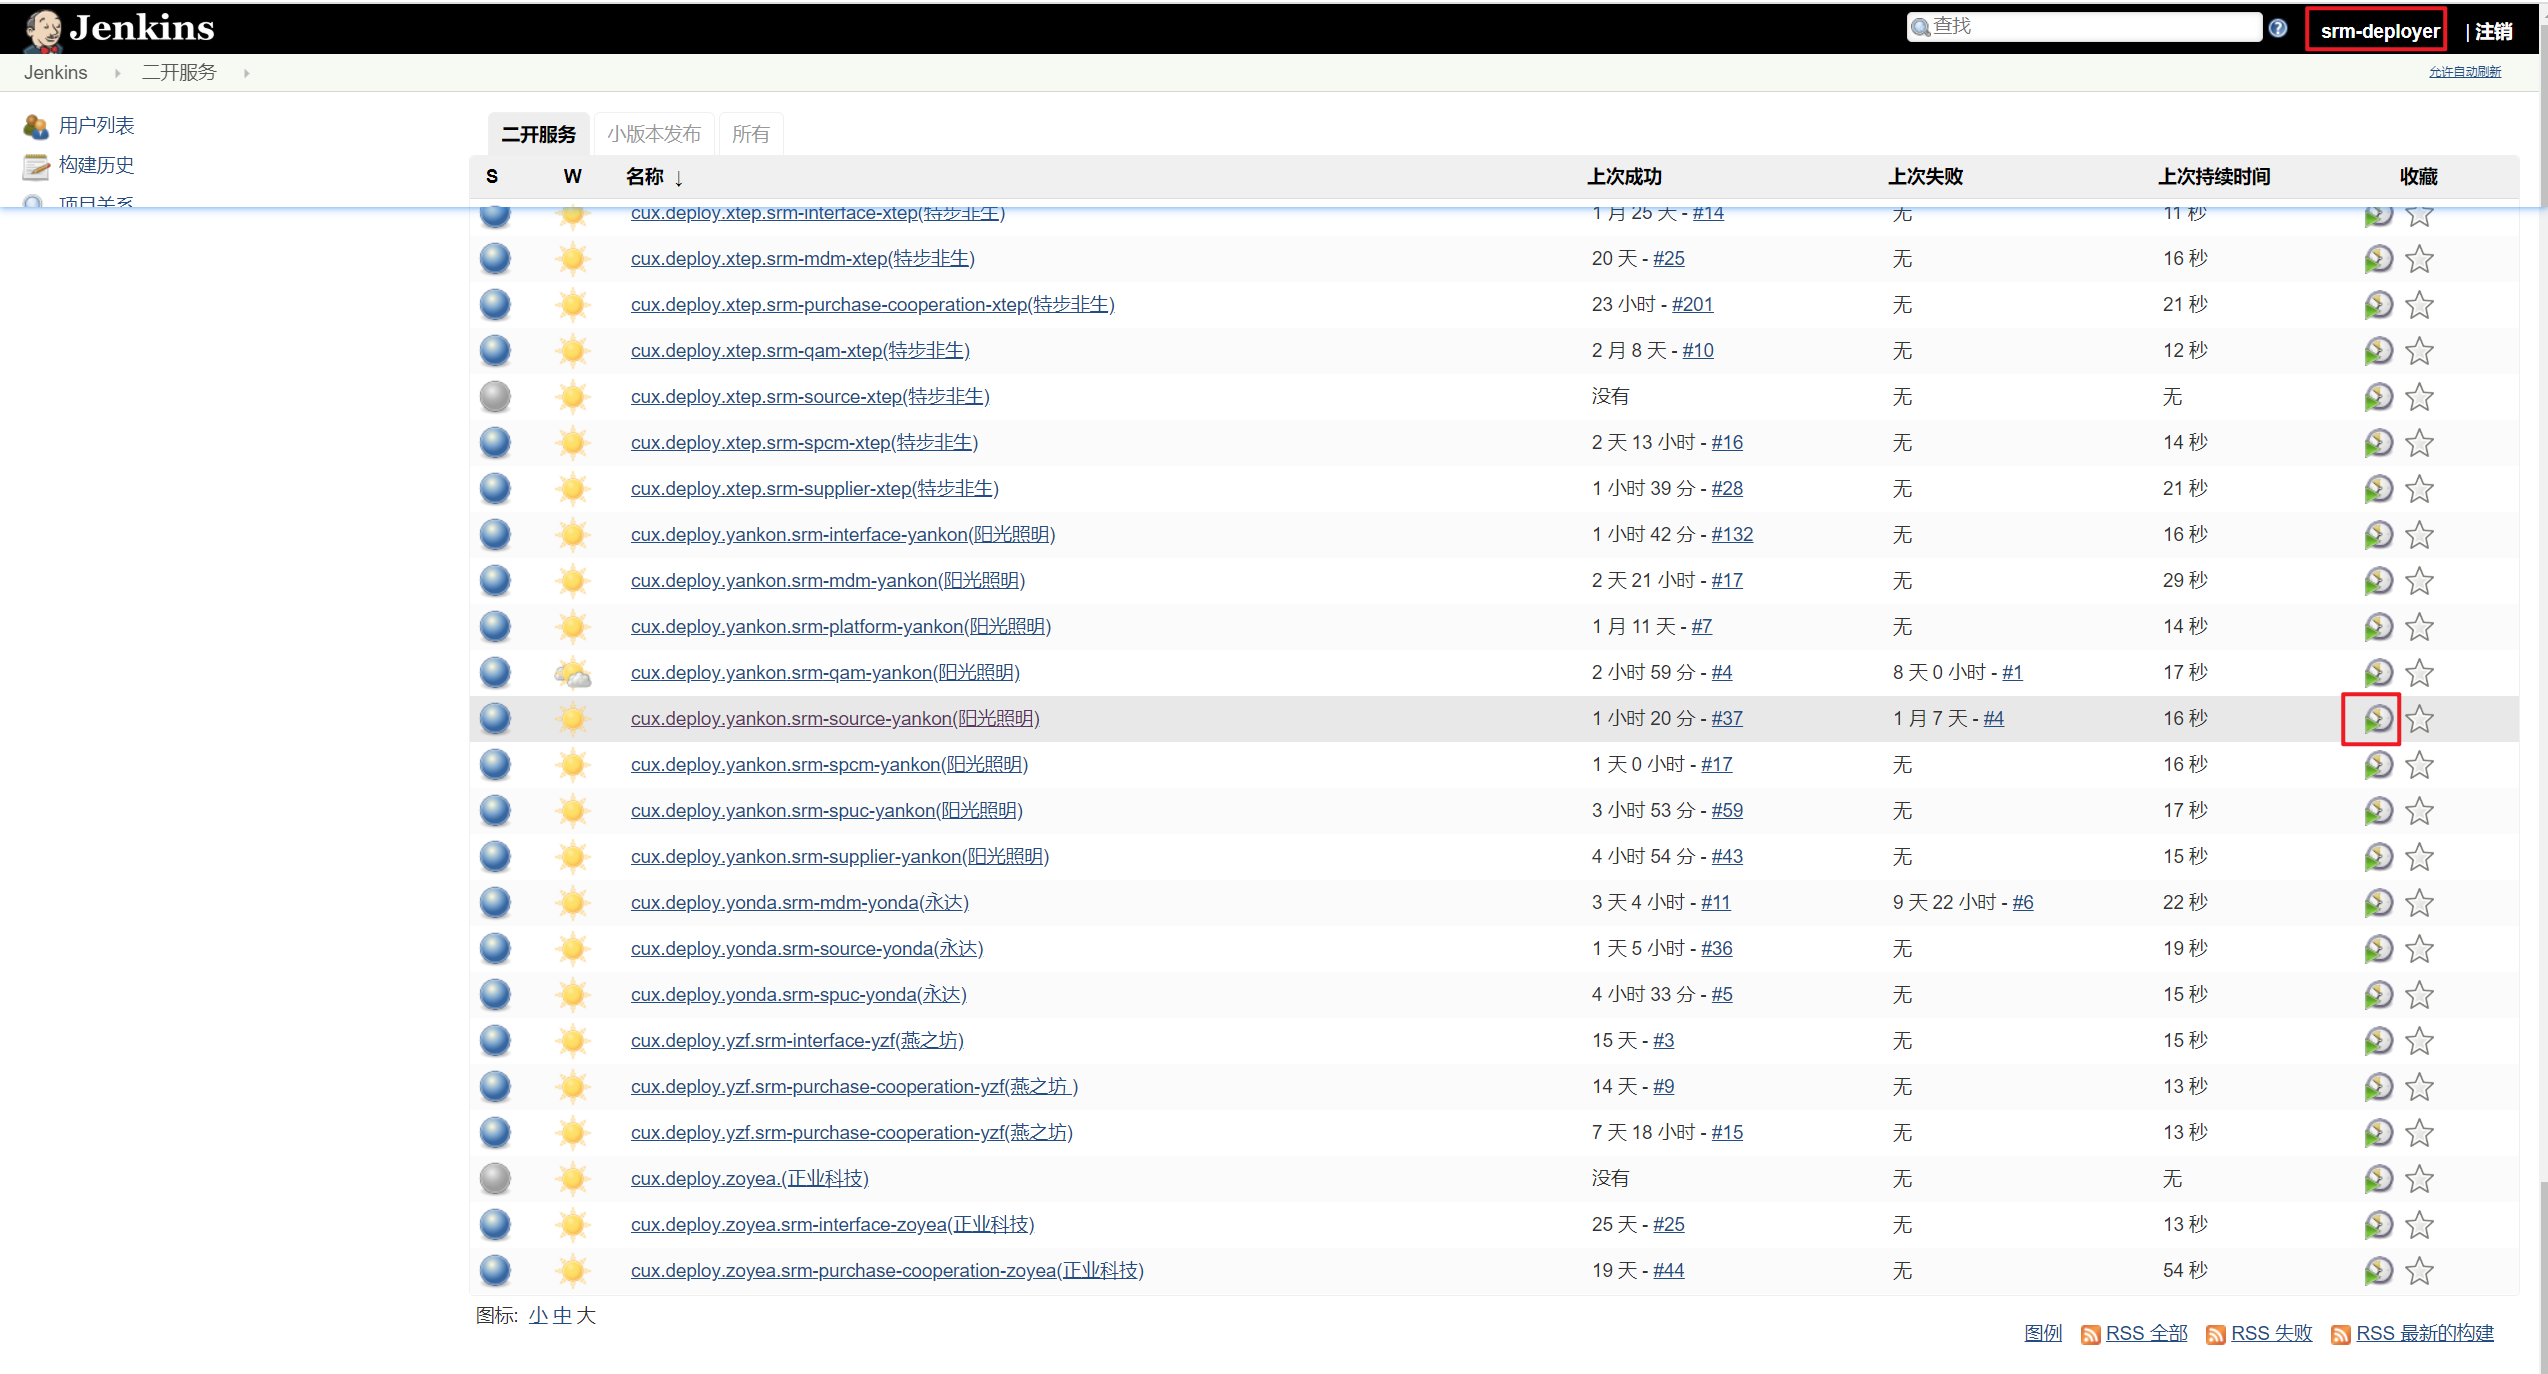 Jenkins
查找
srm-deployer | 注销
Jenkins 二开服务
允许自动刷新
用户列表
构建历史
项目关系
二开服务 小版本发布 所有
S W 名称 ↓ 上次成功 上次失败 上次持续时间 收藏
cux.deploy.xtep.srm-interface-xtep(特步非生) 1 月 25 天 - #14 无 11 秒
cux.deploy.xtep.srm-mdm-xtep(特步非生) 20 天 - #25 无 16 秒
cux.deploy.xtep.srm-purchase-cooperation-xtep(特步非生) 23 小时 - #201 无 21 秒
cux.deploy.xtep.srm-qam-xtep(特步非生) 2 月 8 天 - #10 无 12 秒
cux.deploy.xtep.srm-source-xtep(特步非生) 没有 无 无
cux.deploy.xtep.srm-spcm-xtep(特步非生) 2 天 13 小时 - #16 无 14 秒
cux.deploy.xtep.srm-supplier-xtep(特步非生) 1 小时 39 分 - #28 无 21 秒
cux.deploy.yankon.srm-interface-yankon(阳光照明) 1 小时 42 分 - #132 无 16 秒
cux.deploy.yankon.srm-mdm-yankon(阳光照明) 2 天 21 小时 - #17 无 29 秒
cux.deploy.yankon.srm-platform-yankon(阳光照明) 1 月 11 天 - #7 无 14 秒
cux.deploy.yankon.srm-qam-yankon(阳光照明) 2 小时 59 分 - #4 8 天 0 小时 - #1 17 秒
cux.deploy.yankon.srm-source-yankon(阳光照明) 1 小时 20 分 - #37 1 月 7 天 - #4 16 秒
cux.deploy.yankon.srm-spcm-yankon(阳光照明) 1 天 0 小时 - #17 无 16 秒
cux.deploy.yankon.srm-spuc-yankon(阳光照明) 3 小时 53 分 - #59 无 17 秒
cux.deploy.yankon.srm-supplier-yankon(阳光照明) 4 小时 54 分 - #43 无 15 秒
cux.deploy.yonda.srm-mdm-yonda(永达) 3 天 4 小时 - #11 9 天 22 小时 - #6 22 秒
cux.deploy.yonda.srm-source-yonda(永达) 1 天 5 小时 - #36 无 19 秒
cux.deploy.yonda.srm-spuc-yonda(永达) 4 小时 33 分 - #5 无 15 秒
cux.deploy.yzf.srm-interface-yzf(燕之坊) 15 天 - #3 无 15 秒
cux.deploy.yzf.srm-purchase-cooperation-yzf(燕之坊 ) 14 天 - #9 无 13 秒
cux.deploy.yzf.srm-purchase-cooperation-yzf(燕之坊) 7 天 18 小时 - #15 无 13 秒
cux.deploy.zoyea.(正业科技) 没有 无 无
cux.deploy.zoyea.srm-interface-zoyea(正业科技) 25 天 - #25 无 13 秒
cux.deploy.zoyea.srm-purchase-cooperation-zoyea(正业科技) 19 天 - #44 无 54 秒
图标: 小 中 大
图例 RSS 全部 RSS 失败 RSS 最新的构建